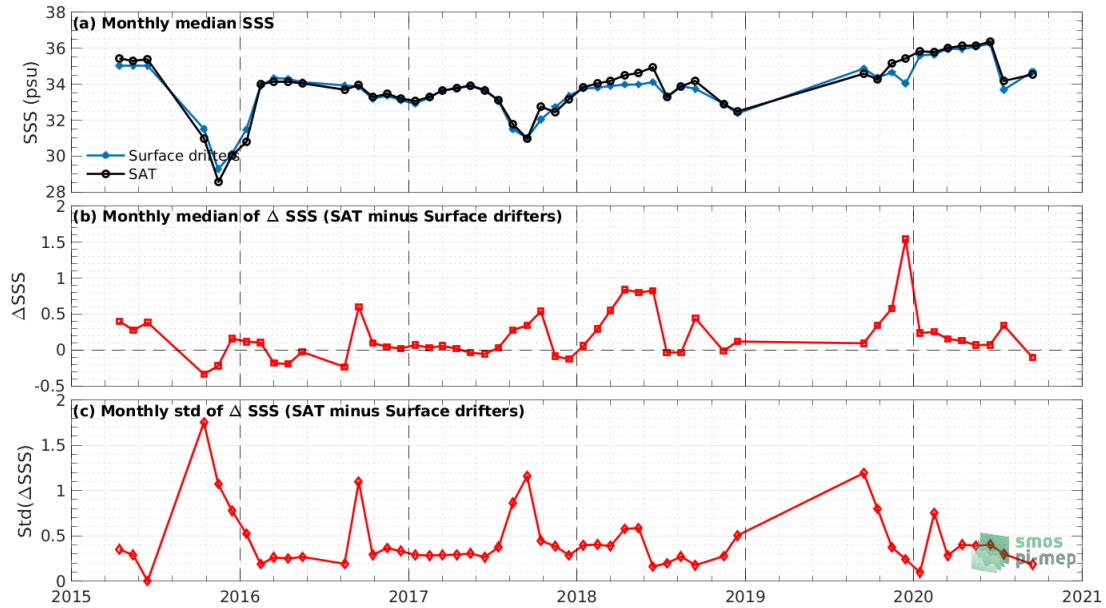 (a) Monthly median SSS
38
36
34
32
30
28
SSS (psu)
Surface drifters
SAT
(b) Monthly median of Δ SSS (SAT minus Surface drifters)
2
1.5
1
0.5
0
-0.5
ΔSSS
(c) Monthly std of Δ SSS (SAT minus Surface drifters)
2
1.5
1
0.5
0
Std(ΔSSS)
smos
pi-mep
2015
2016
2017
2018
2019
2020
2021